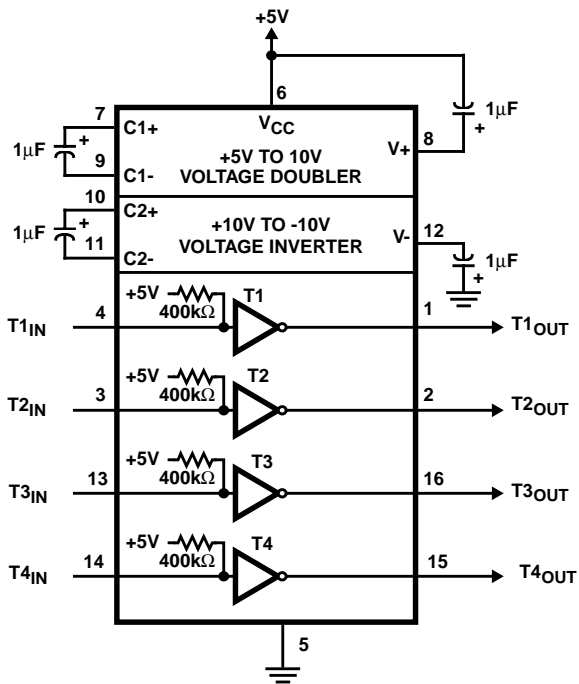 +5V
6
7
C1+
VCC
1μF
+
1μF
+
9
C1-
+5V TO 10V
VOLTAGE DOUBLER
V+
8
10
C2+
1μF
+
11
C2-
+10V TO -10V
VOLTAGE INVERTER
V-
12
1μF
+
+5V
400kΩ
T1
T1IN
4
1
T1OUT
+5V
400kΩ
T2
T2IN
3
2
T2OUT
+5V
400kΩ
T3
T3IN
13
16
T3OUT
+5V
400kΩ
T4
T4IN
14
15
T4OUT
5